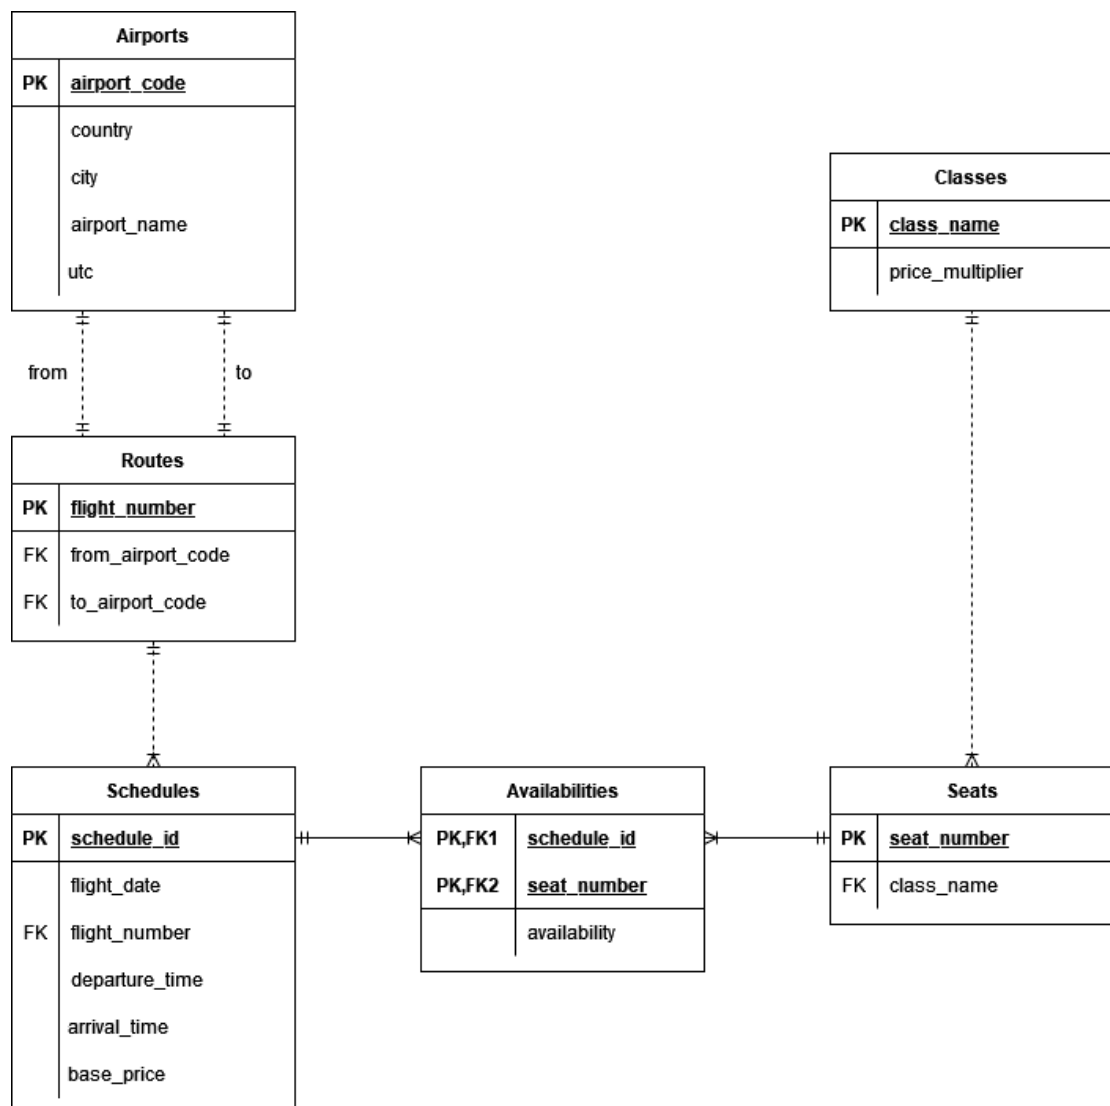 Airports
PK airport_code
country
city
airport_name
utc
from
to
Routes
PK flight_number
FK from_airport_code
FK to_airport_code
Schedules
PK schedule_id
flight_date
FK flight_number
departure_time
arrival_time
base_price
Availabilities
PK,FK1 schedule_id
PK,FK2 seat_number
availability
Classes
PK class_name
price_multiplier
Seats
PK seat_number
FK class_name